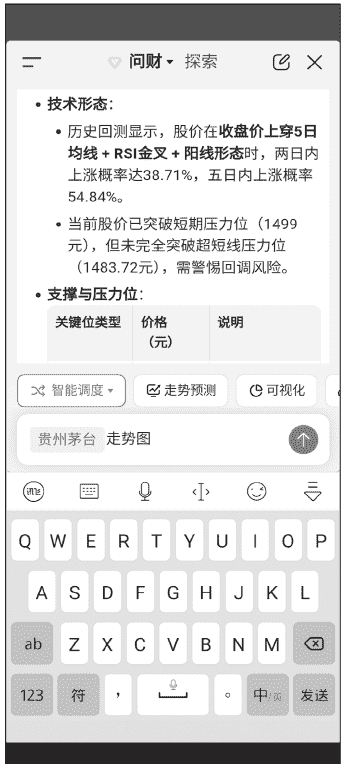 问财 探索
技术形态：
历史回测显示，股价在收盘价上穿5日
均线 + RSI金叉 + 阳线形态时，两日内
上涨概率达38.71%，五日内上涨概率
54.84%。
当前股价已突破短期压力位（1499
元），但未完全突破超短线压力位
（1483.72元），需警惕回调风险。
支撑与压力位：
关键位类型 价格 说明
（元）
智能调度 走势预测 可视化
贵州茅台 走势图
Q W E R T Y U I O P
A S D F G H J K L
ab Z X C V B N M
123 符 ， 。 中/英 发送